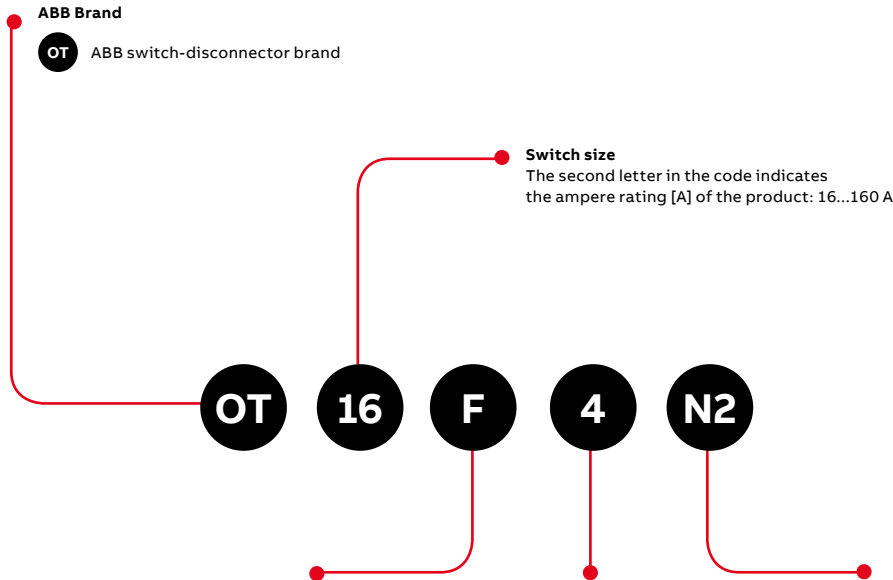 ABB Brand
OT ABB switch-disconnector brand
Switch size
The second letter in the code indicates
the ampere rating [A] of the product: 16...160 A
OT 16 F 4 N2